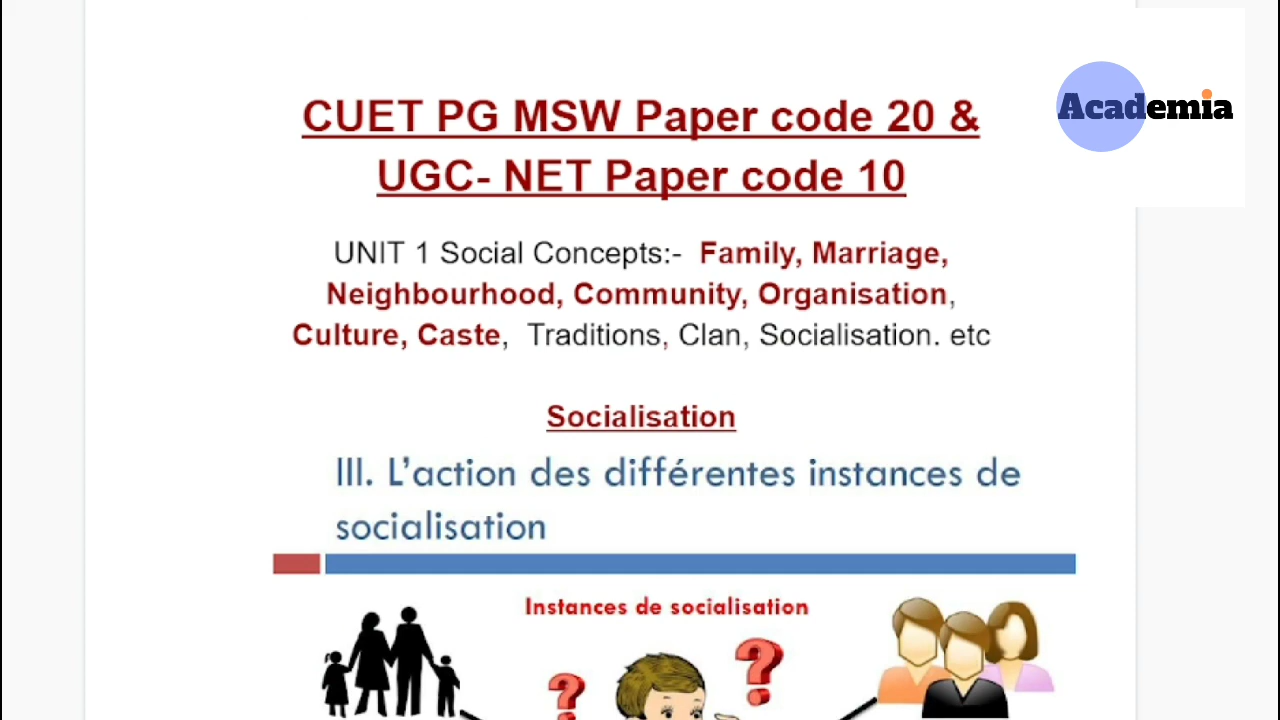 Academia
CUET PG MSW Paper code 20 &
UGC- NET Paper code 10
UNIT 1 Social Concepts:- Family, Marriage,
Neighbourhood, Community, Organisation,
Culture, Caste, Traditions, Clan, Socialisation. etc
Socialisation
III. L'action des différentes instances de
socialisation
Instances de socialisation
? ?